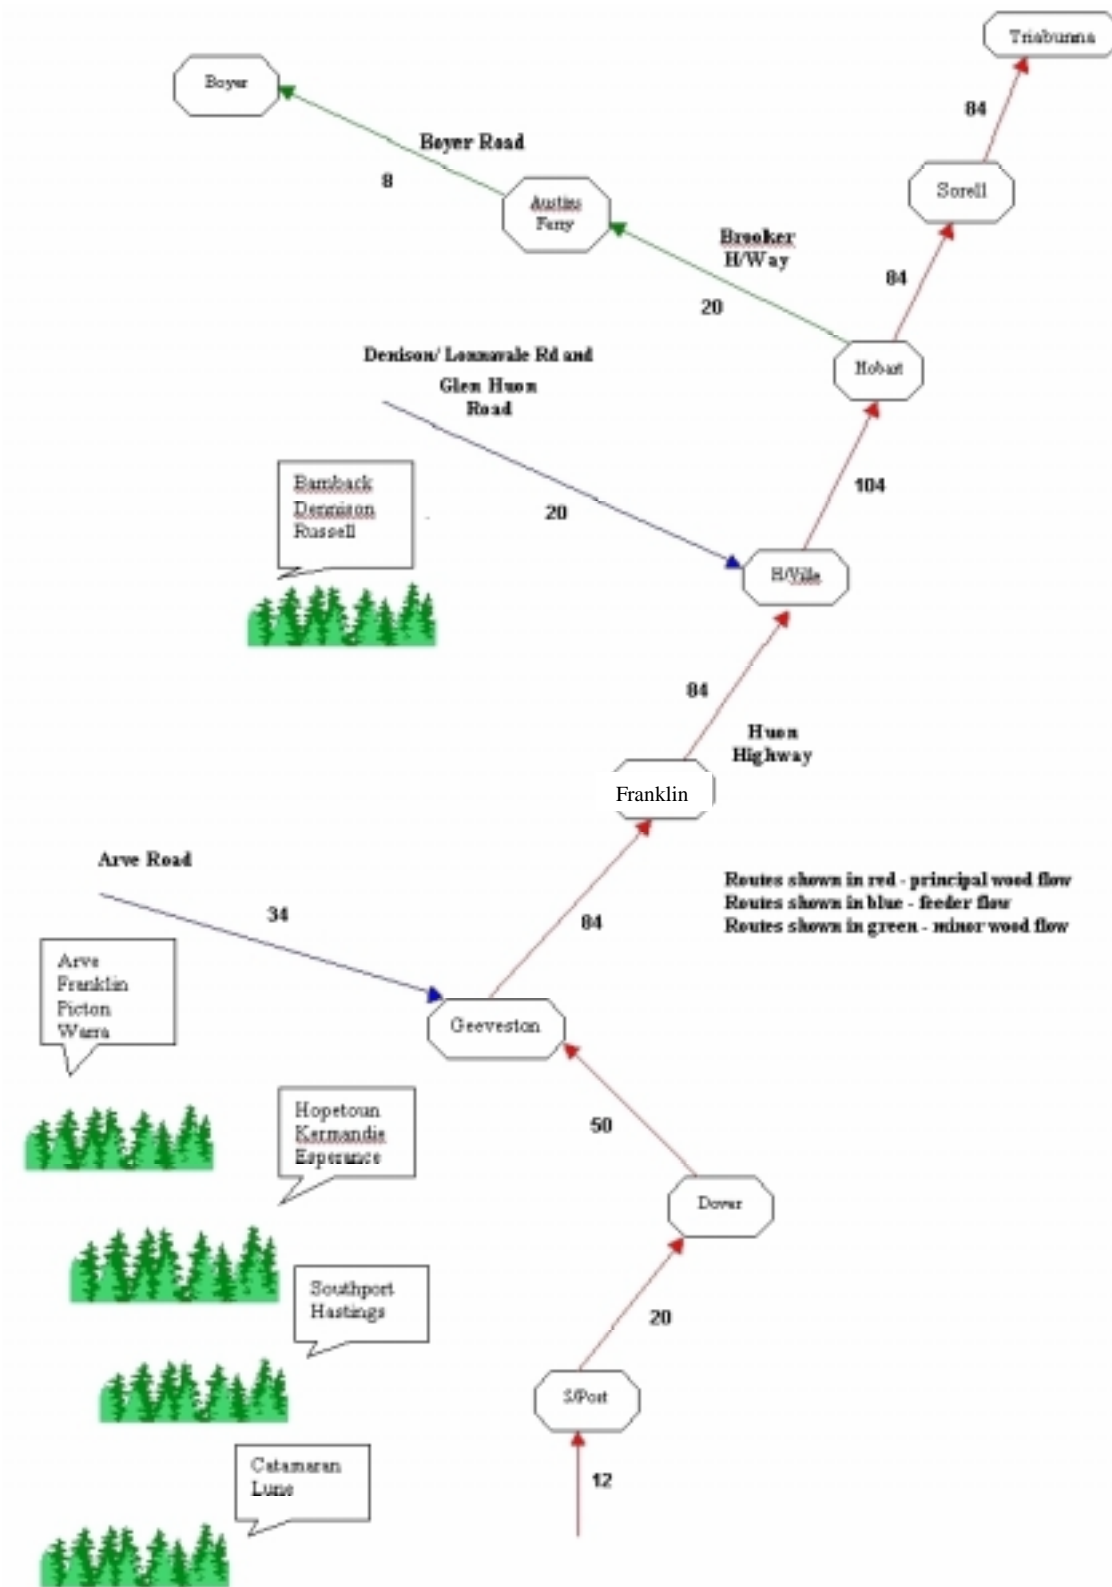 Triabunna
Boyer
84
Boyer Road
8
Sorell
Austins
Ferry
Brooker
H/Way
84
20
Denison/ Lonnavale Rd and
Glen Huon
Road
Hobart
Bamback
Dennison
Russell
20
104
H/Ville
84
Huon
Highway
Franklin
Arve Road
34
84
Routes shown in red - principal wood flow
Routes shown in blue - feeder flow
Routes shown in green - minor wood flow
Arve
Franklin
Picton
Warra
Geeveston
Hopetoun
Kermandie
Esperance
50
Dover
Southport
Hastings
20
S/Port
Catamaran
Lune
12